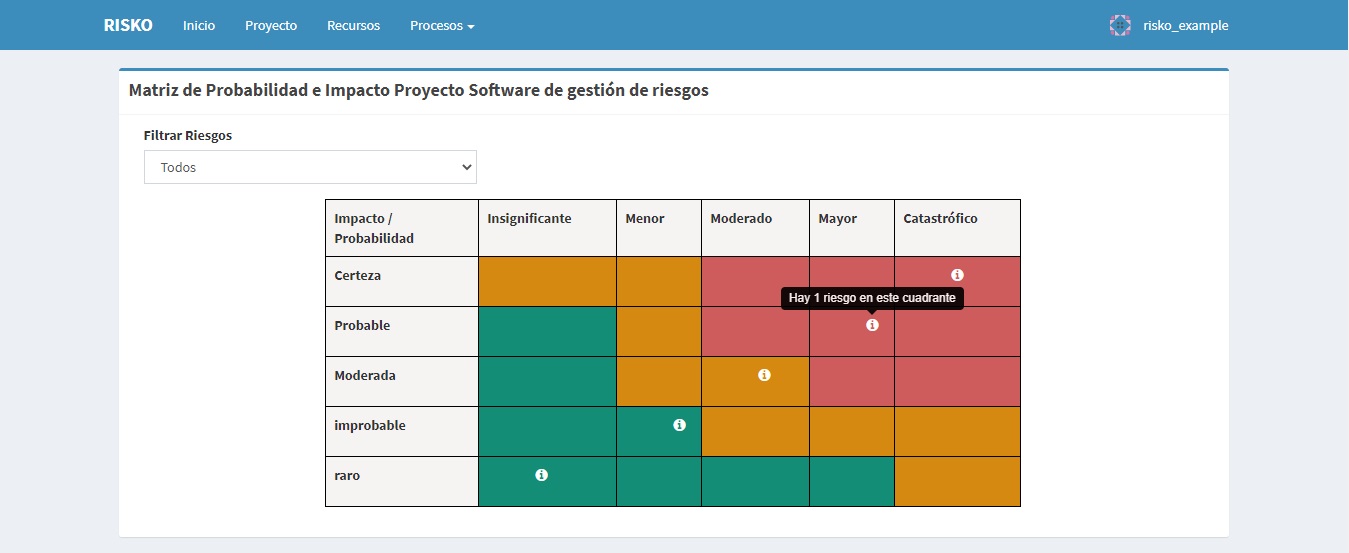 RISKO Inicio Proyecto Recursos Procesos risko_example
Matriz de Probabilidad e Impacto Proyecto Software de gestión de riesgos
Filtrar Riesgos
Todos
Impacto / Probabilidad Insignificante Menor Moderado Mayor Catastrófico
Certeza
Hay 1 riesgo en este cuadrante
Probable
Moderada
improbable
raro